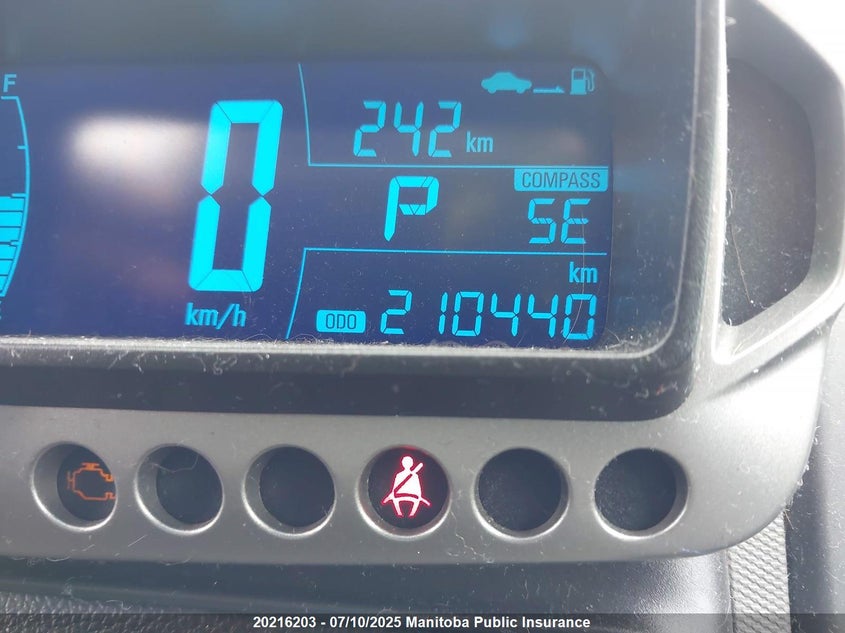 F
242 km
COMPASS
P SE
0
km/h
km
ODO 210440
20216203 - 07/10/2025 Manitoba Public Insurance